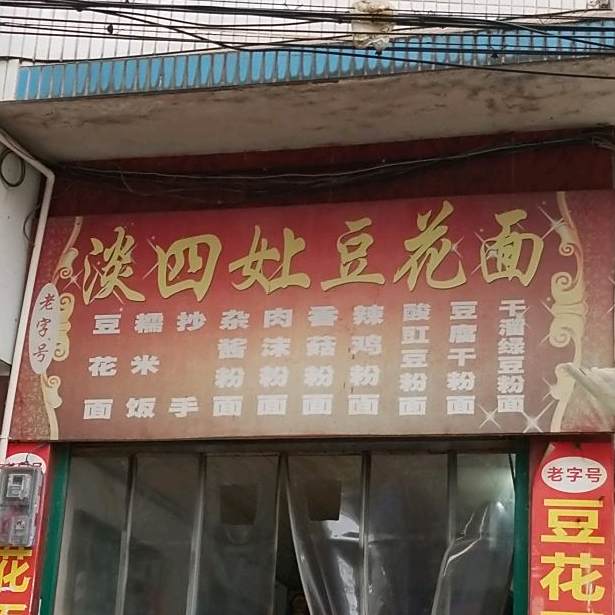 淡四妣豆花面
老字号
豆花面
糯米饭
抄手
杂酱粉面
肉沫粉面
香菇粉面
辣鸡粉面
酸豇豆粉面
豆腐干粉面
干溜绿豆粉面
老字号
豆花
花